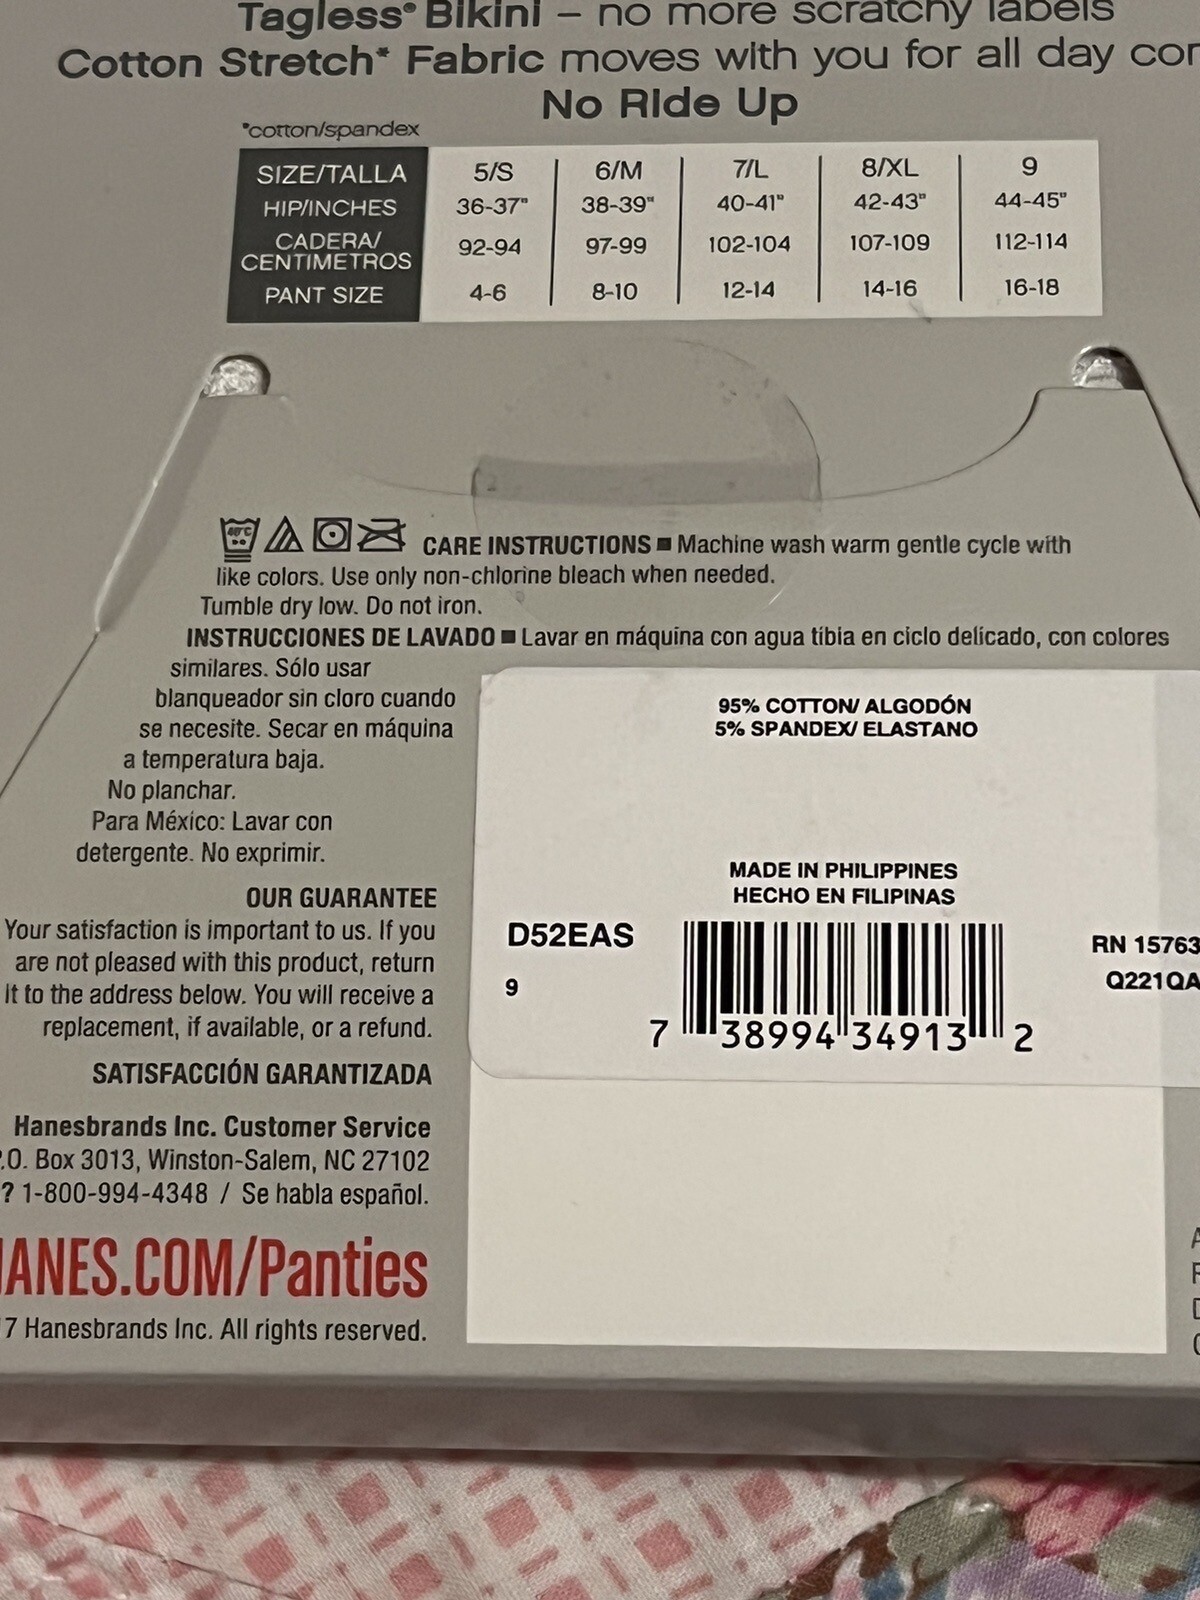 Tagless® Bikini – no more scratchy labels
Cotton Stretch* Fabric moves with you for all day
No Ride Up
*cotton/spandex
SIZE/TALLA 5/S 6/M 7/L 8/XL 9
HIP/INCHES 36-37" 38-39" 40-41" 42-43" 44-45"
CADERA/
CENTIMETROS 92-94 97-99 102-104 107-109 112-114
PANT SIZE 4-6 8-10 12-14 14-16 16-18
40°C
CARE INSTRUCTIONS ■ Machine wash warm gentle cycle with
like colors. Use only non-chlorine bleach when needed.
Tumble dry low. Do not iron.
INSTRUCCIONES DE LAVADO ■ Lavar en máquina con agua tibia en ciclo delicado, con colores
similares. Sólo usar
blanqueador sin cloro cuando
se necesite. Secar en máquina
a temperatura baja.
No planchar.
Para México: Lavar con
detergente. No exprimir.
OUR GUARANTEE
Your satisfaction is important to us. If you
are not pleased with this product, return
it to the address below. You will receive a
replacement, if available, or a refund.
SATISFACCIÓN GARANTIZADA
Hanesbrands Inc. Customer Service
.O. Box 3013, Winston-Salem, NC 27102
? 1-800-994-4348 / Se habla español.
ANES.COM/Panties
7 Hanesbrands Inc. All rights reserved.
95% COTTON/ ALGODÓN
5% SPANDEX/ ELASTANO
MADE IN PHILIPPINES
HECHO EN FILIPINAS
D52EAS
9
7 38994 34913 2
RN 15763
Q221QA